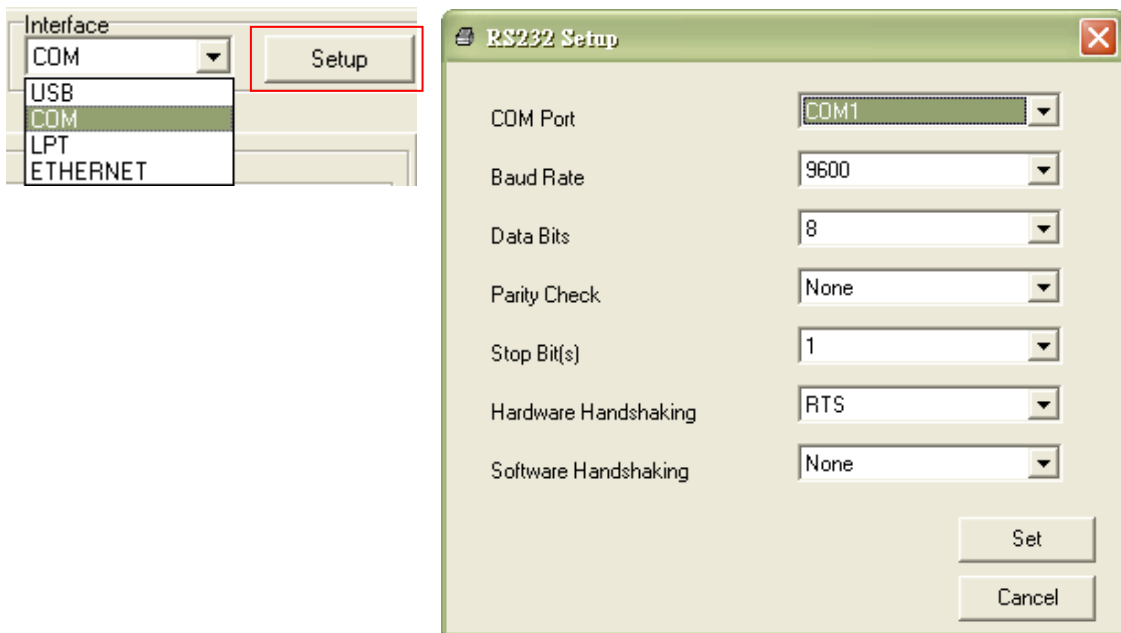 Interface
COM
Setup
USB
COM
LPT
ETHERNET
RS232 Setup
COM Port
COM1
Baud Rate
9600
Data Bits
8
Parity Check
None
Stop Bit(s)
1
Hardware Handshaking
RTS
Software Handshaking
None
Set
Cancel